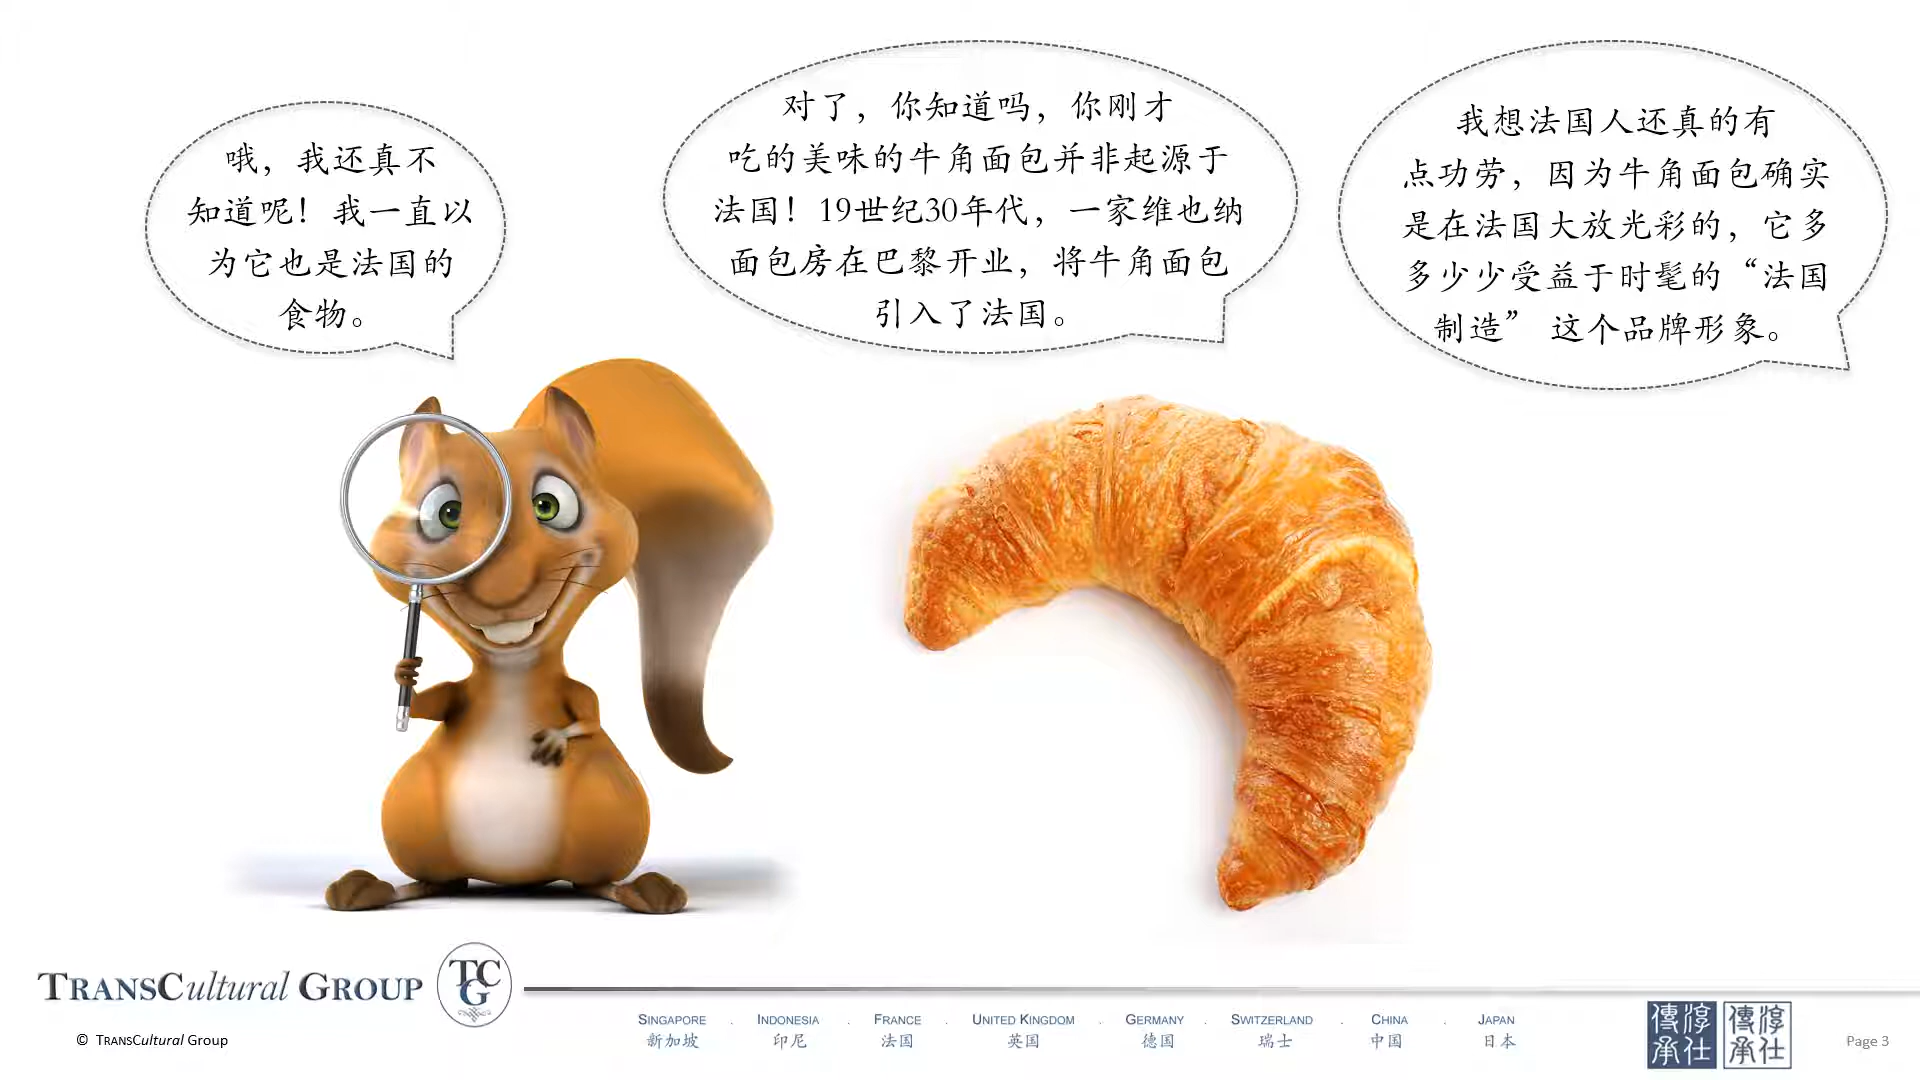 哦，我还真不
知道呢！我一直以
为它也是法国的
食物。
对了，你知道吗，你刚才
吃的美味的牛角面包并非起源于
法国！19世纪30年代，一家维也纳
面包房在巴黎开业，将牛角面包
引入了法国。
我想法国人还真的有
点功劳，因为牛角面包确实
是在法国大放光彩的，它多
多少少受益于时髦的“法国
制造” 这个品牌形象。
TRANSCultural GROUP
TCG
© TRANSCultural Group
SINGAPORE . INDONESIA . FRANCE . UNITED KINGDOM . GERMANY . SWITZERLAND . CHINA . JAPAN
新加坡 印尼 法国 英国 德国 瑞士 中国 日本
傳淳 傳淳
承仕 承仕
Page 3